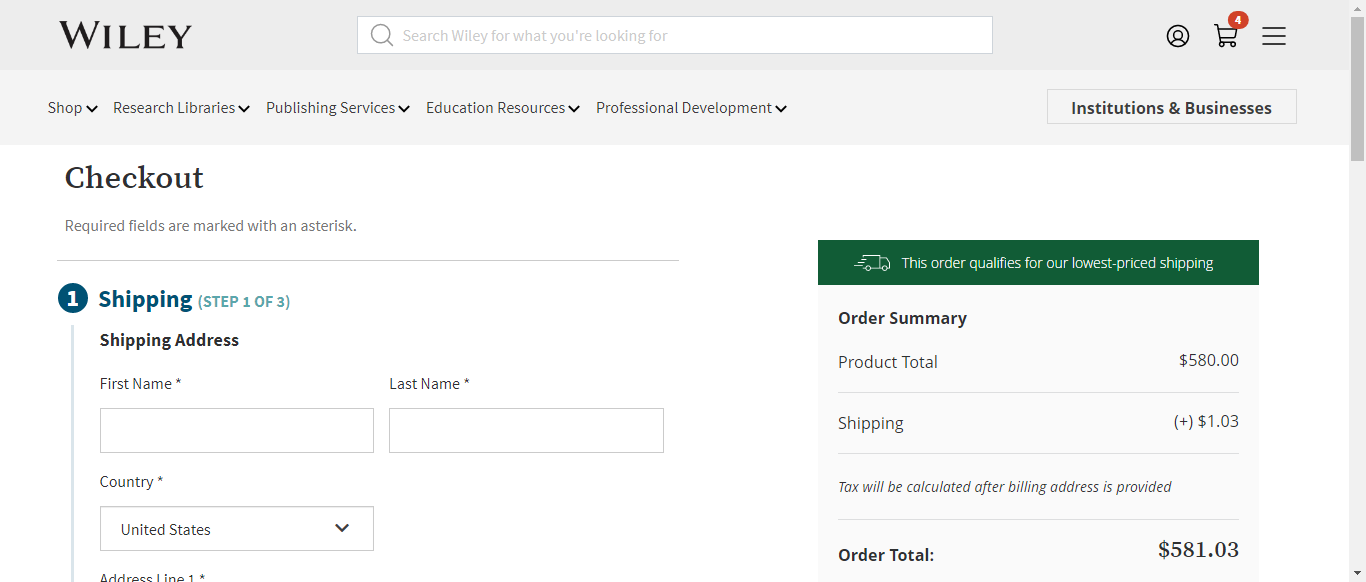 WILEY
Search Wiley for what you're looking for
4
Shop Research Libraries Publishing Services Education Resources Professional Development
Institutions & Businesses
Checkout
Required fields are marked with an asterisk.
1 Shipping (STEP 1 OF 3)
Shipping Address
First Name * Last Name *
Country *
United States
Address Line 1 *
This order qualifies for our lowest-priced shipping
Order Summary
Product Total $580.00
Shipping (+) $1.03
Tax will be calculated after billing address is provided
Order Total: $581.03